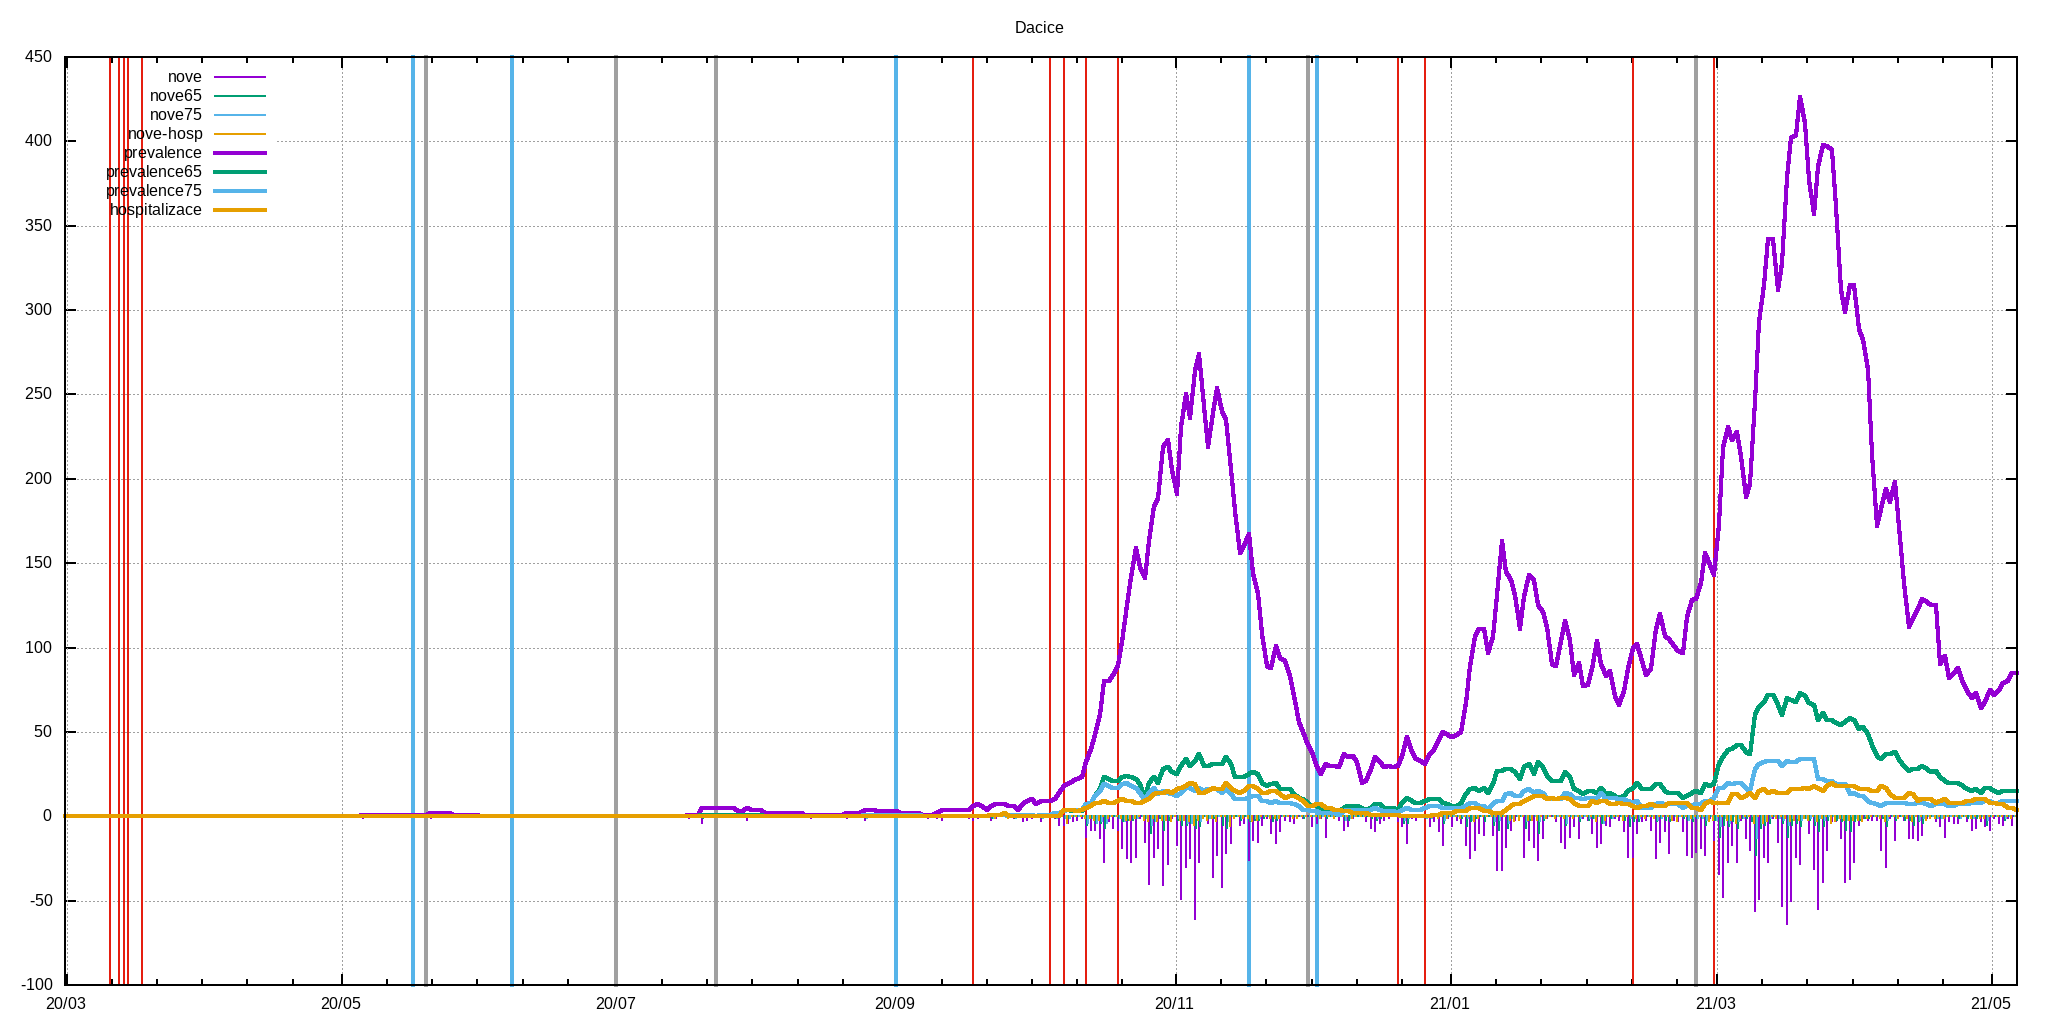 Dacice
450
400
350
300
250
200
150
100
50
0
-50
-100
nove
nove65
nove75
nove-hosp
prevalence
prevalence65
prevalence75
hospitalizace
20/03 20/05 20/07 20/09 20/11 21/01 21/03 21/05